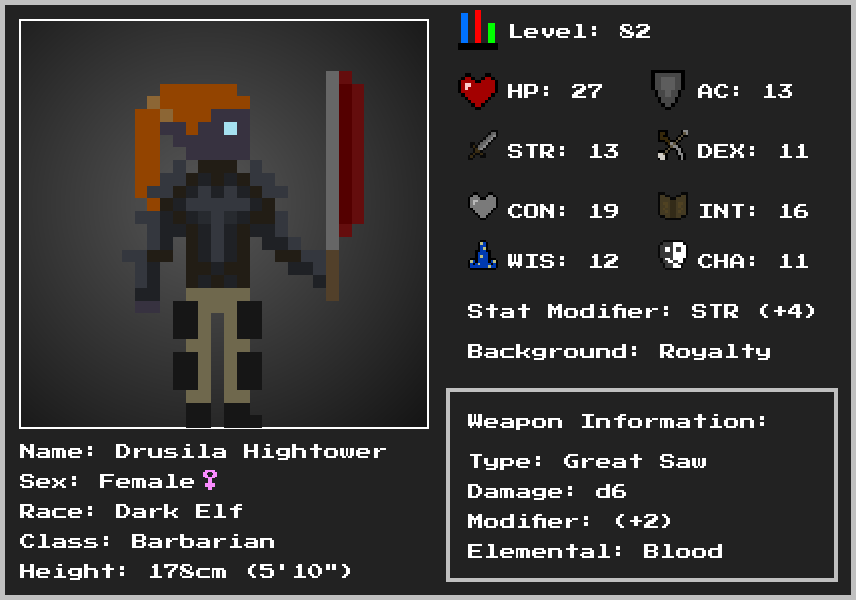 Level: 82
HP: 27 AC: 13
STR: 13 DEX: 11
CON: 19 INT: 16
WIS: 12 CHA: 11
Stat Modifier: STR (+4)
Background: Royalty
Weapon Information:
Type: Great Saw
Damage: d6
Modifier: (+2)
Elemental: Blood
Name: Drusila Hightower
Sex: Female♀
Race: Dark Elf
Class: Barbarian
Height: 178cm (5'10")